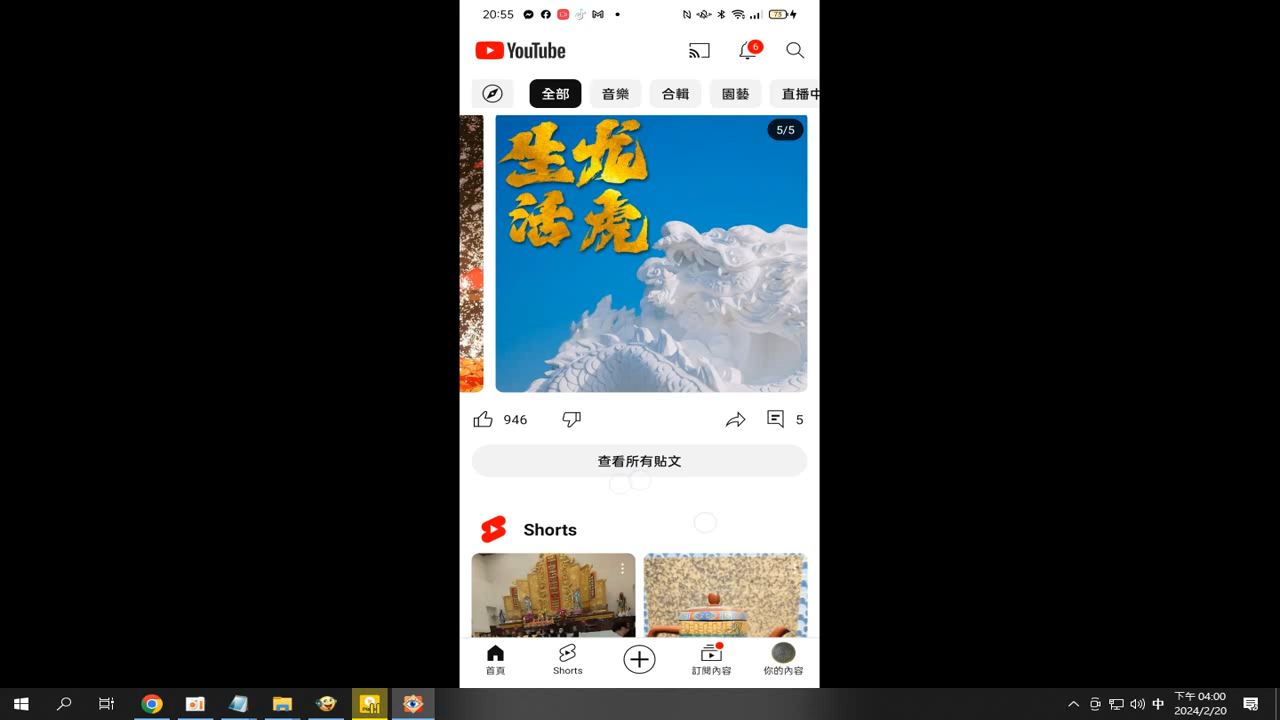 20:55
73
YouTube
6
全部
音樂
合輯
園藝
直播中
5/5
生龙
活虎
946
5
查看所有貼文
Shorts
首頁
Shorts
訂閱內容
你的內容
中
下午 04:00
2024/2/20